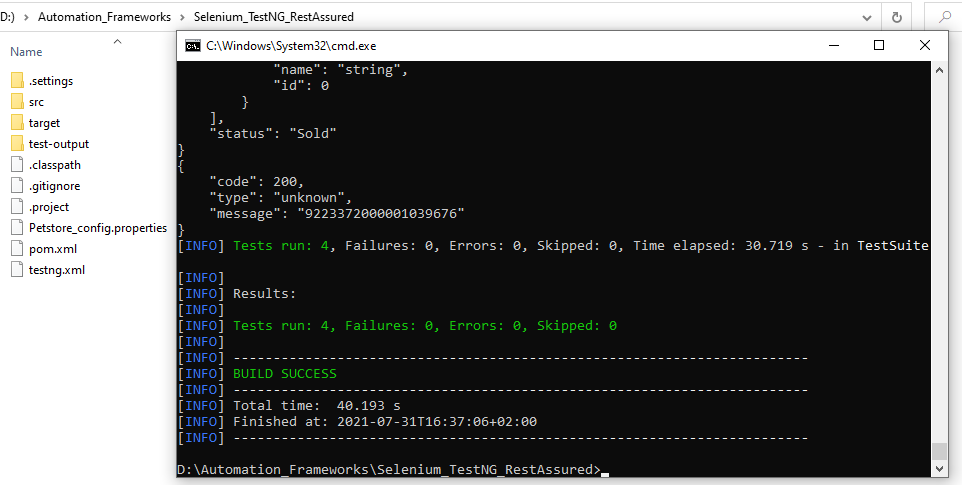 D:) > Automation_Frameworks > Selenium_TestNG_RestAssured
Name
.settings
src
target
test-output
.classpath
.gitignore
.project
Petstore_config.properties
pom.xml
testng.xml
C:\Windows\System32\cmd.exe
            "name": "string",
            "id": 0
        }
    ],
    "status": "Sold"
}
{
    "code": 200,
    "type": "unknown",
    "message": "9223372000001039676"
}
[INFO] Tests run: 4, Failures: 0, Errors: 0, Skipped: 0, Time elapsed: 30.719 s - in TestSuite
[INFO]
[INFO] Results:
[INFO]
[INFO] Tests run: 4, Failures: 0, Errors: 0, Skipped: 0
[INFO]
[INFO] ------------------------------------------------------------------------
[INFO] BUILD SUCCESS
[INFO] ------------------------------------------------------------------------
[INFO] Total time:  40.193 s
[INFO] Finished at: 2021-07-31T16:37:06+02:00
[INFO] ------------------------------------------------------------------------
D:\Automation_Frameworks\Selenium_TestNG_RestAssured>